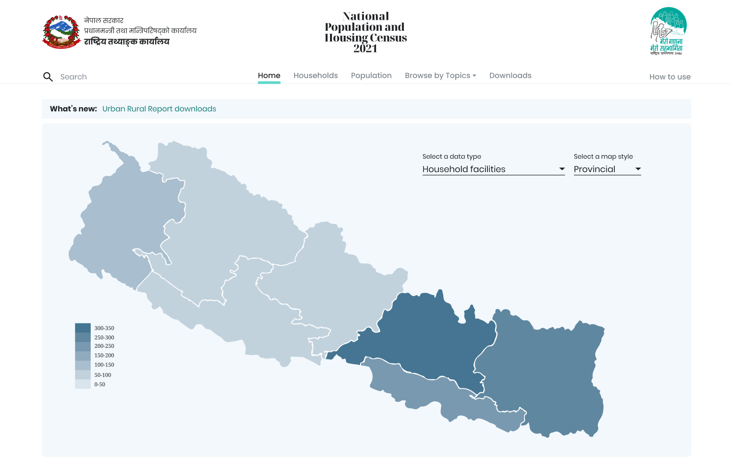 नेपाल सरकार
प्रधानमन्त्री तथा मन्त्रिपरिषद्को कार्यालय
राष्ट्रिय तथ्याङ्क कार्यालय
National
Population and
Housing Census
2021
मेरो गणना
मेरो सहभागिता
Search
Home
Households
Population
Browse by Topics
Downloads
How to use
What's new: Urban Rural Report downloads
Select a data type
Household facilities
Select a map style
Provincial
300-350
250-300
200-250
150-200
100-150
50-100
0-50